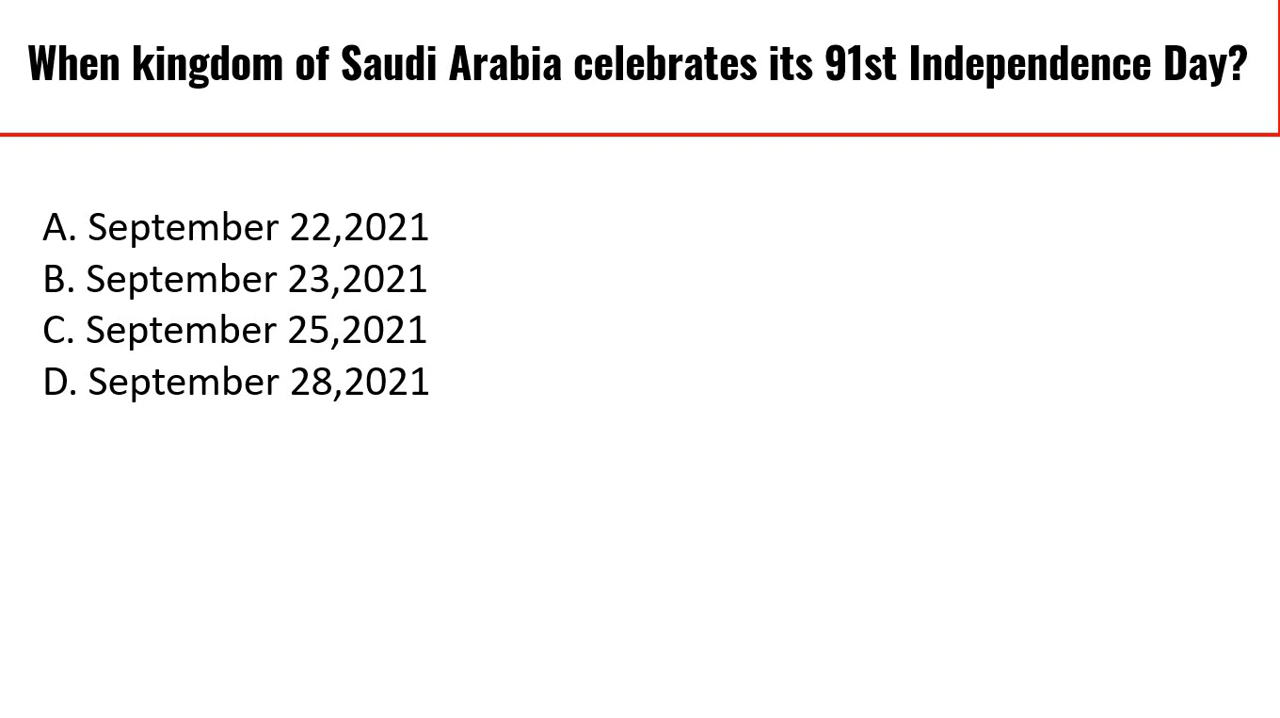 When kingdom of Saudi Arabia celebrates its 91st Independence Day?
A. September 22,2021
B. September 23,2021
C. September 25,2021
D. September 28,2021